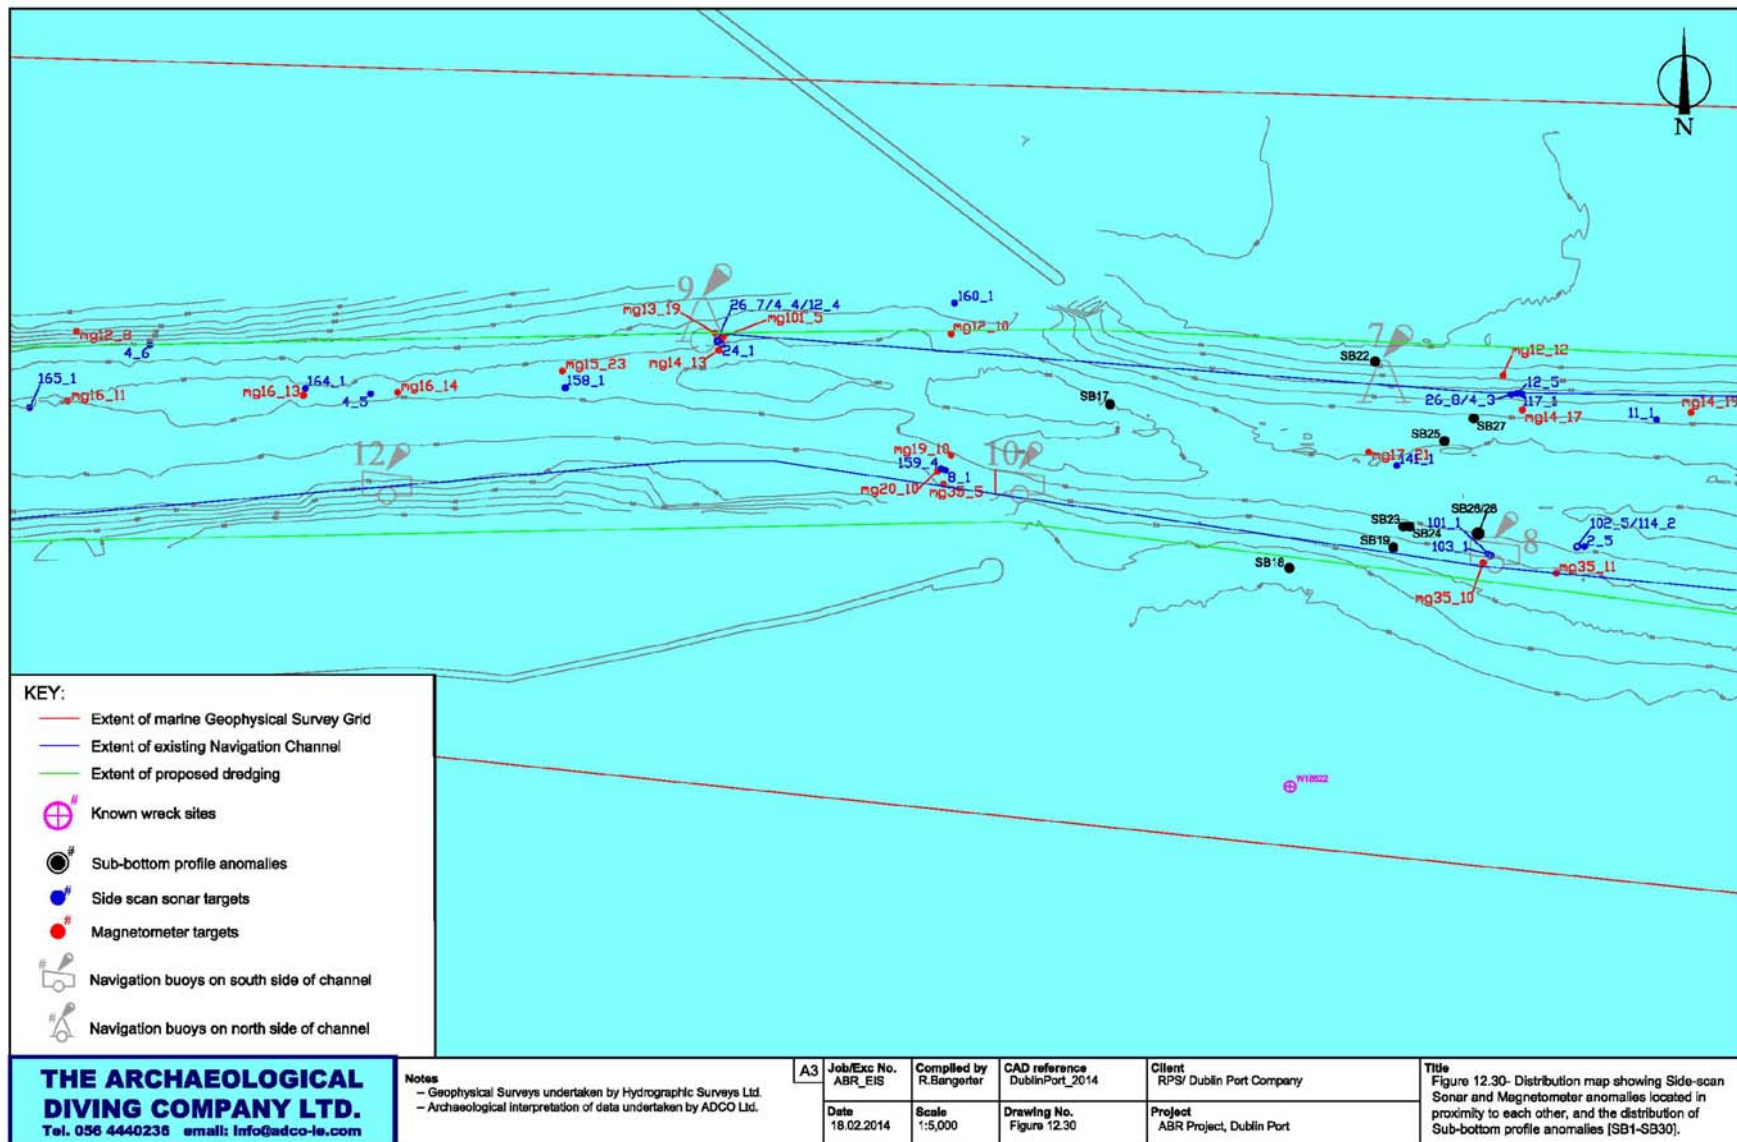 N
9
mg13_19
26_7/4_4/12_4
mg101_5
160_1
mg12_10
mg12_8
4_6
mg14_13
24_1
7
SB22
mg12_12
mg15_23
158_1
165_1
mg16_11
mg16_13
164_1
4_5
mg16_14
SB17
12_5
26_8/4_3
117_1
mg14_17
11_1
mg14_19
SB27
SB25
mg17_21
141_1
12
mg19_10
159_4
8_1
10
mg20_10
mg35_5
SB23
SB24
SB19
SB18
101_1
103_1
SB26/28
8
102_5/114_2
2_5
mg35_11
mg35_10
W18522
KEY:
Extent of marine Geophysical Survey Grid
Extent of existing Navigation Channel
Extent of proposed dredging
# Known wreck sites
# Sub-bottom profile anomalies
# Side scan sonar targets
# Magnetometer targets
# Navigation buoys on south side of channel
# Navigation buoys on north side of channel
THE ARCHAEOLOGICAL
DIVING COMPANY LTD.
Tel. 056 4440236 email: info@adco-ie.com
Notes
– Geophysical Surveys undertaken by Hydrographic Surveys Ltd.
– Archaeological interpretation of data undertaken by ADCO Ltd.
A3
Job/Exc No.
ABR_EIS
Compiled by
R.Bangerter
CAD reference
DublinPort_2014
Client
RPS/ Dublin Port Company
Date
18.02.2014
Scale
1:5,000
Drawing No.
Figure 12.30
Project
ABR Project, Dublin Port
Title
Figure 12.30- Distribution map showing Side-scan
Sonar and Magnetometer anomalies located in
proximity to each other, and the distribution of
Sub-bottom profile anomalies [SB1-SB30].